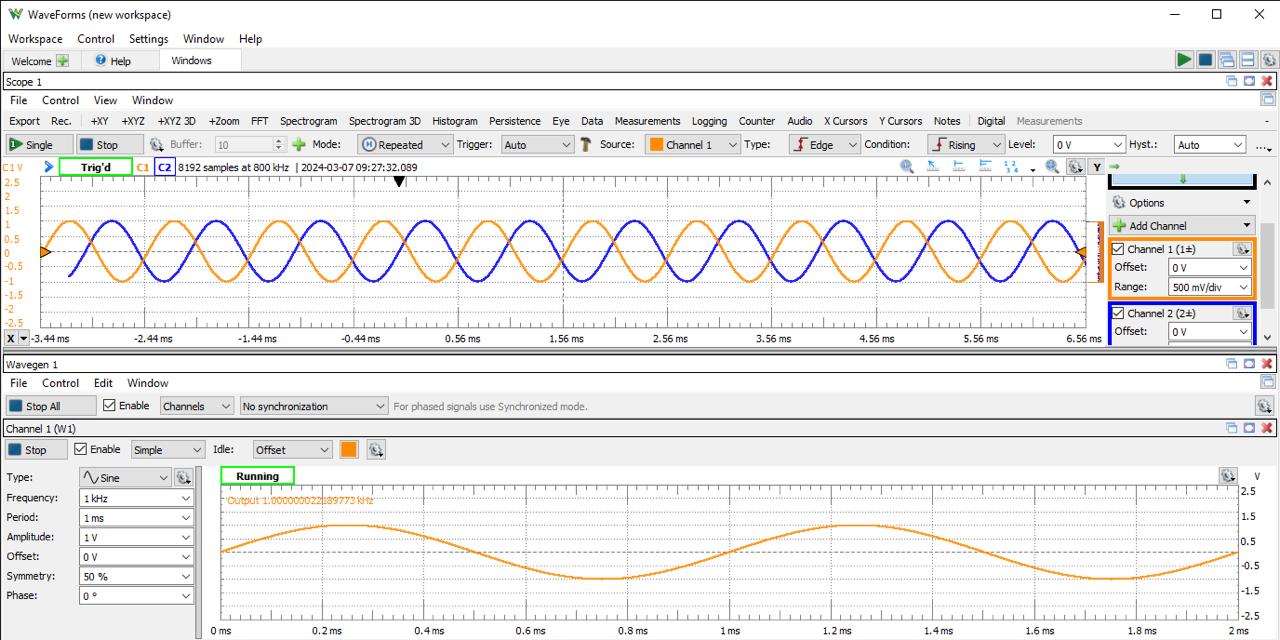 WaveForms (new workspace)
Workspace Control Settings Window Help
Welcome Help Windows
Scope 1
File Control View Window
Export Rec. +XY +XYZ +XYZ 3D +Zoom FFT Spectrogram Spectrogram 3D Histogram Persistence Eye Data Measurements Logging Counter Audio X Cursors Y Cursors Notes Digital Measurements
Single Stop Buffer: 10 Mode: Repeated Trigger: Auto Source: Channel 1 Type: Edge Condition: Rising Level: 0 V Hyst.: Auto ...
C1 V Trig'd C1 C2 8192 samples at 800 kHz | 2024-03-07 09:27:32.089 Y
2.5
2
1.5
1
0.5
0
-0.5
-1
-1.5
-2
-2.5
X -3.44 ms -2.44 ms -1.44 ms -0.44 ms 0.56 ms 1.56 ms 2.56 ms 3.56 ms 4.56 ms 5.56 ms 6.56 ms
Options
Add Channel
Channel 1 (1±)
Offset: 0 V
Range: 500 mV/div
Channel 2 (2±)
Offset: 0 V
Wavegen 1
File Control Edit Window
Stop All Enable Channels No synchronization For phased signals use Synchronized mode.
Channel 1 (W1)
Stop Enable Simple Idle: Offset
Type: Sine
Frequency: 1 kHz
Period: 1 ms
Amplitude: 1 V
Offset: 0 V
Symmetry: 50 %
Phase: 0 °
Running V
Output 1.000000022189773 kHz
2.5
1.5
0.5
-0.5
-1.5
-2.5
0 ms 0.2 ms 0.4 ms 0.6 ms 0.8 ms 1 ms 1.2 ms 1.4 ms 1.6 ms 1.8 ms 2 ms